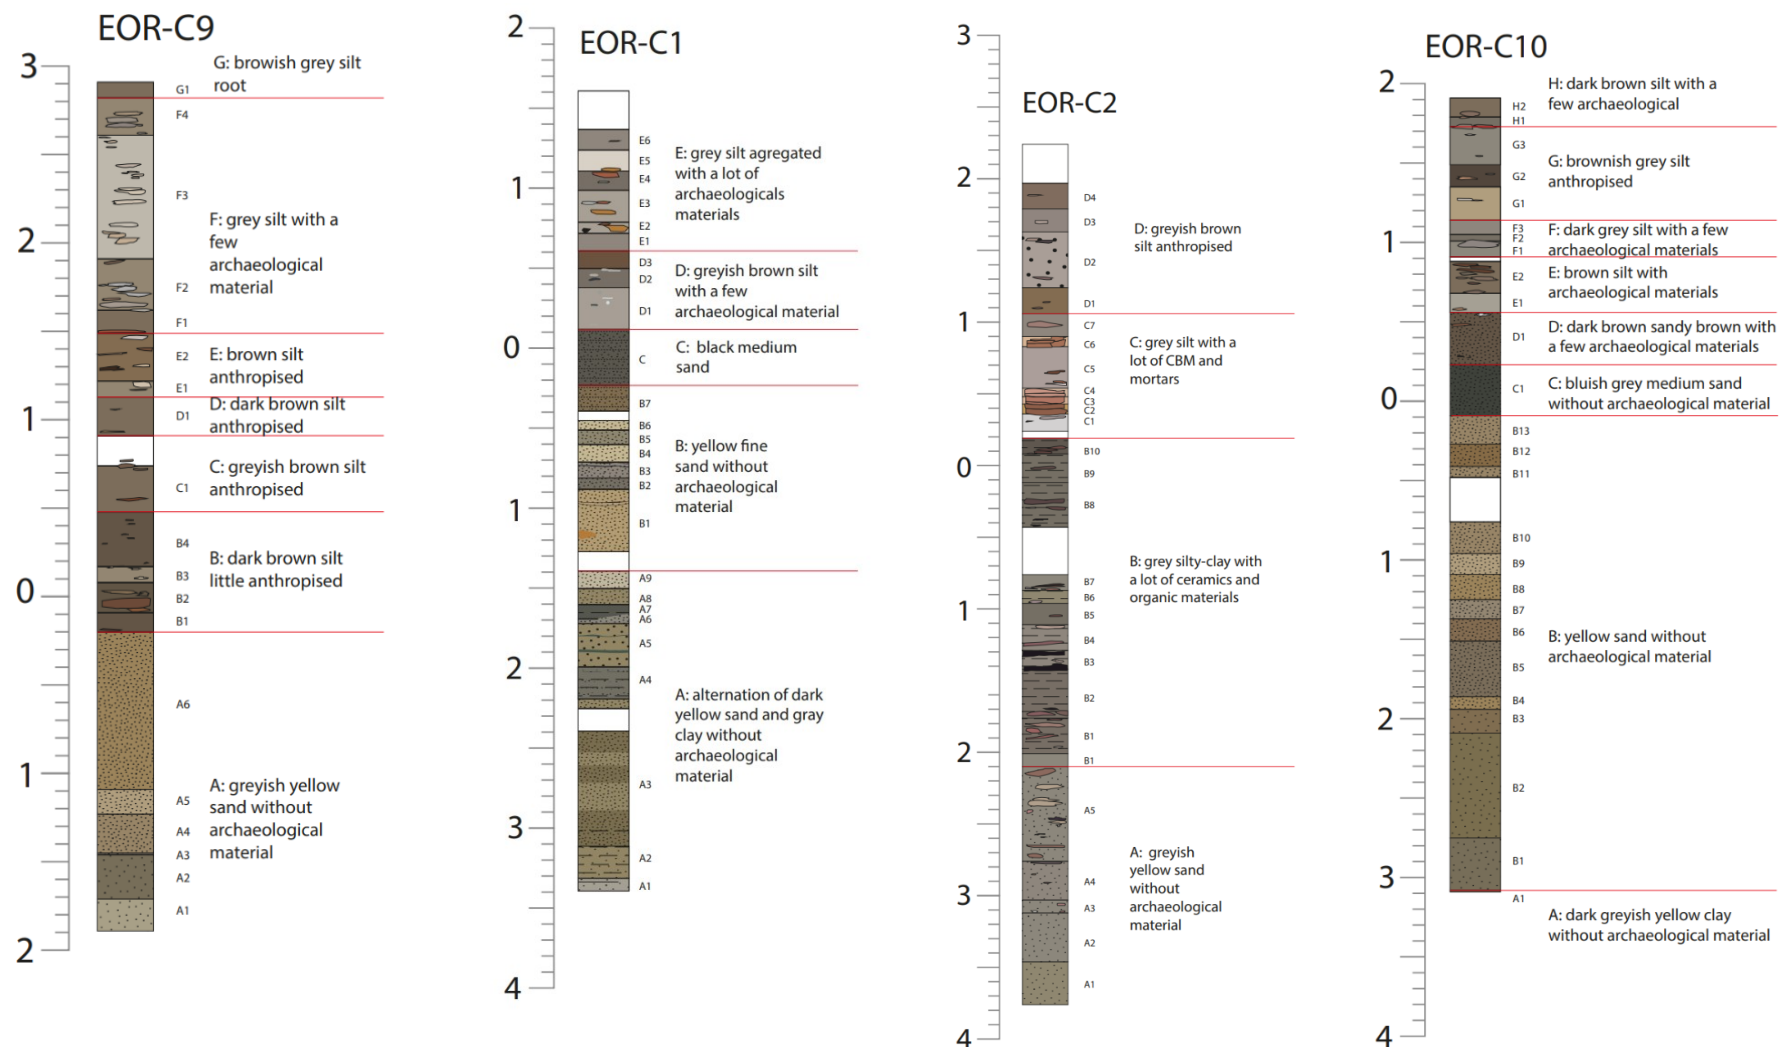 EOR-C9
3
2
1
0
1
2
G1
F4
F3
F2
F1
E2
E1
D1
C1
B4
B3
B2
B1
A6
A5
A4
A3
A2
A1
G: browish grey silt
root
F: grey silt with a
few
archaeological
material
E: brown silt
anthropised
D: dark brown silt
anthropised
C: greyish brown silt
anthropised
B: dark brown silt
little anthropised
A: greyish yellow
sand without
archaeological
material
EOR-C1
2
1
0
1
2
3
4
E6
E5
E4
E3
E2
E1
D3
D2
D1
C
B7
B6
B5
B4
B3
B2
B1
A9
A8
A7
A6
A5
A4
A3
A2
A1
E: grey silt agregated
with a lot of
archaeologicals
materials
D: greyish brown silt
with a few
archaeological material
C: black medium
sand
B: yellow fine
sand without
archaeological
material
A: alternation of dark
yellow sand and gray
clay without
archaeological
material
EOR-C2
3
2
1
0
1
2
3
4
D4
D3
D2
D1
C7
C6
C5
C4
C3
C2
C1
B10
B9
B8
B7
B6
B5
B4
B3
B2
B1
B1
A5
A4
A3
A2
A1
D: greyish brown
silt anthropised
C: grey silt with a
lot of CBM and
mortars
B: grey silty-clay with
a lot of ceramics and
organic materials
A: greyish
yellow sand
without
archaeological
material
EOR-C10
2
1
0
1
2
3
4
H2
H1
G3
G2
G1
F3
F2
F1
E2
E1
D1
C1
B13
B12
B11
B10
B9
B8
B7
B6
B5
B4
B3
B2
B1
A1
H: dark brown silt with a
few archaeological
G: brownish grey silt
anthropised
F: dark grey silt with a few
archaeological materials
E: brown silt with
archaeological materials
D: dark brown sandy brown with
a few archaeological materials
C: bluish grey medium sand
without archaeological material
B: yellow sand without
archaeological material
A: dark greyish yellow clay
without archaeological material